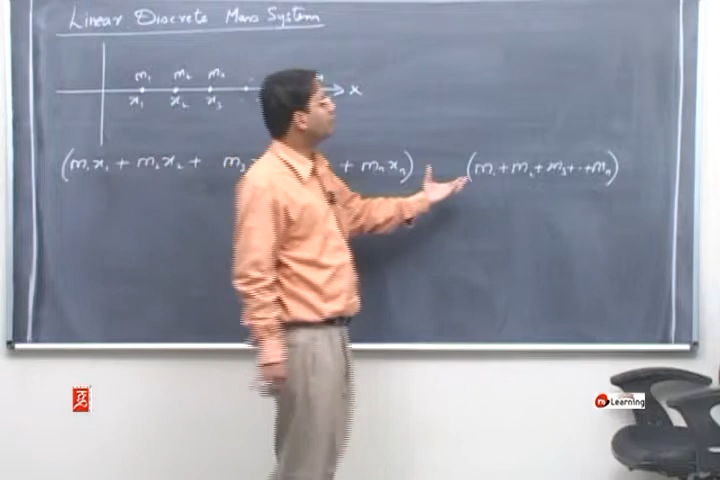 Linear Discrete Mass System
m₁ m₂ m₃
x₁ x₂ x₃ x
(m₁x₁ + m₂x₂ + m₃ + mₙxₙ) (m₁ + m₂ + m₃ + ·· + mₙ)
Learning